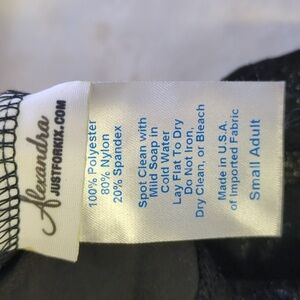 Alexandra
JUSTFORKIX.COM
100% Polyester
80% Nylon
20% Spandex
Spot Clean with
Mild Soap in
Cold Water
Lay Flat To Dry
Do Not Iron,
Dry Clean, or Bleach
Made in U.S.A.
of Imported Fabric
Small Adult